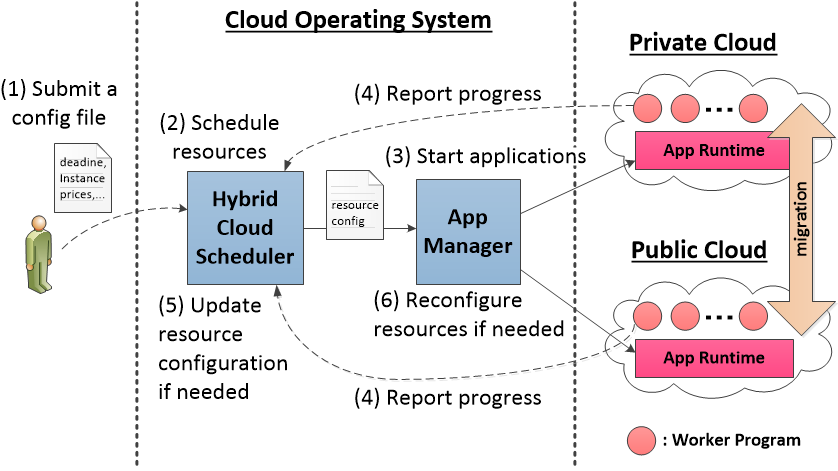 Cloud Operating System
Private Cloud
(1) Submit a
config file
deadine,
Instance
prices,...
(2) Schedule
resources
(4) Report progress
(3) Start applications
App Runtime
Hybrid
Cloud
Scheduler
resource
config
App
Manager
migration
Public Cloud
(5) Update
resource
configuration
if needed
(6) Reconfigure
resources if needed
App Runtime
(4) Report progress
: Worker Program